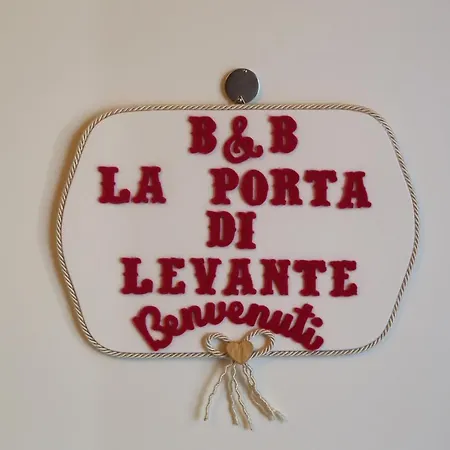 B&B
LA PORTA
DI
LEVANTE
Benvenuti